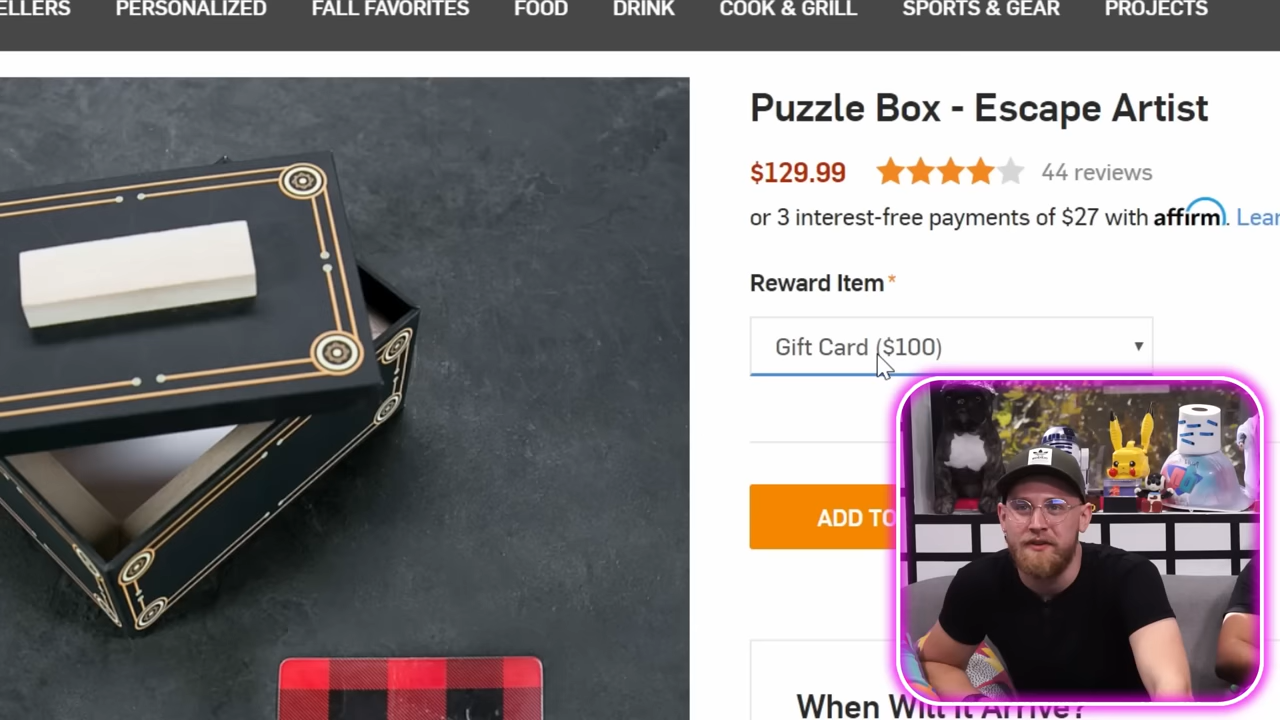 ELLERS PERSONALIZED FALL FAVORITES FOOD DRINK COOK & GRILL SPORTS & GEAR PROJECTS
Puzzle Box - Escape Artist
$129.99 44 reviews
or 3 interest-free payments of $27 with affirm. Lear
Reward Item*
Gift Card ($100)
ADD TO
When Will It Arrive?